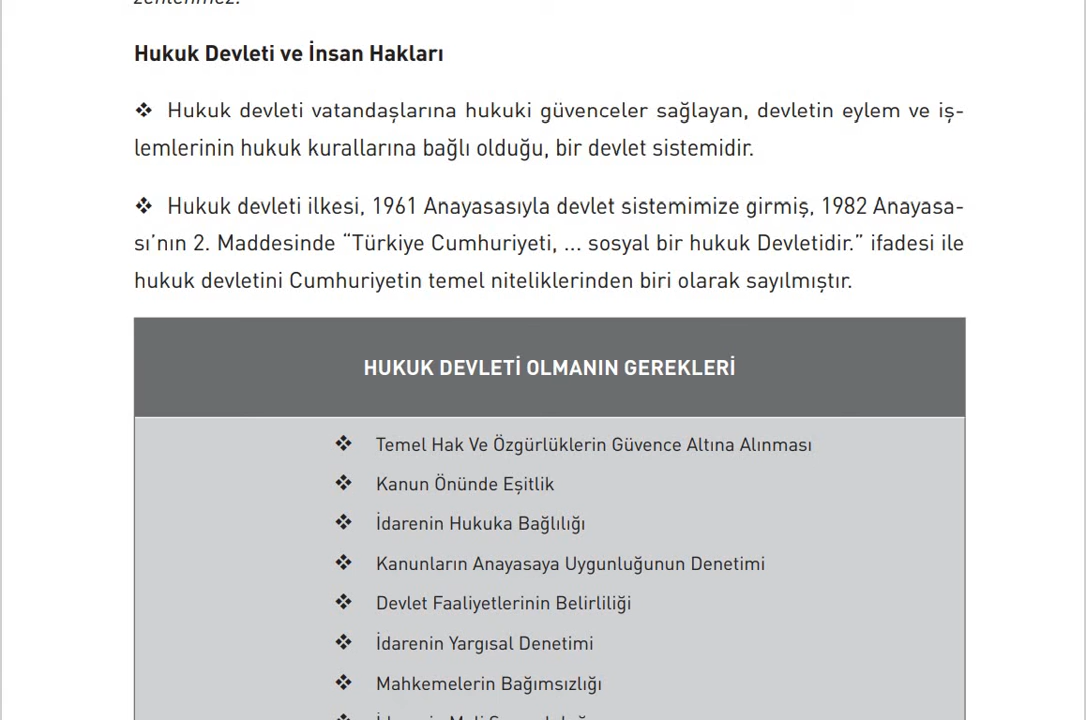 Hukuk Devleti ve İnsan Hakları
❖ Hukuk devleti vatandaşlarına hukuki güvenceler sağlayan, devletin eylem ve iş-
lemlerinin hukuk kurallarına bağlı olduğu, bir devlet sistemidir.
❖ Hukuk devleti ilkesi, 1961 Anayasasıyla devlet sistemimize girmiş, 1982 Anayasa-
sı’nın 2. Maddesinde “Türkiye Cumhuriyeti, ... sosyal bir hukuk Devletidir.” ifadesi ile
hukuk devletini Cumhuriyetin temel niteliklerinden biri olarak sayılmıştır.
HUKUK DEVLETİ OLMANIN GEREKLERİ
❖ Temel Hak Ve Özgürlüklerin Güvence Altına Alınması
❖ Kanun Önünde Eşitlik
❖ İdarenin Hukuka Bağlılığı
❖ Kanunların Anayasaya Uygunluğunun Denetimi
❖ Devlet Faaliyetlerinin Belirliliği
❖ İdarenin Yargısal Denetimi
❖ Mahkemelerin Bağımsızlığı